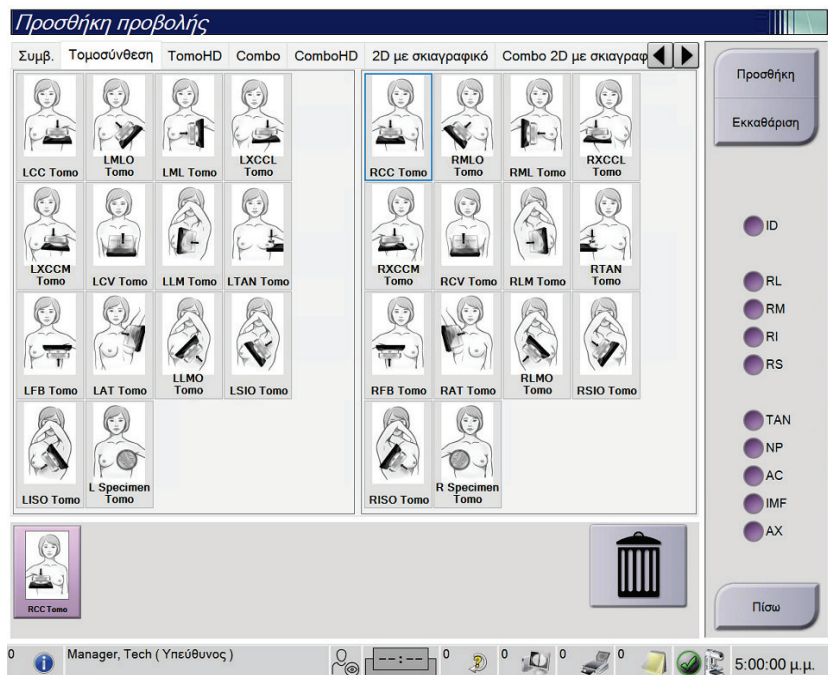 Προσθήκη προβολής
Συμβ. Τομοσύνθεση TomoHD Combo ComboHD 2D με σκιαγραφικό Combo 2D με σκιαγραφ
LCC Tomo
LMLO
Tomo
LML Tomo
LXCCL
Tomo
LXCCM
Tomo
LCV Tomo
LLM Tomo
LTAN Tomo
LFB Tomo
LAT Tomo
LLMO
Tomo
LSIO Tomo
LISO Tomo
L Specimen
Tomo
RCC Tomo
RMLO
Tomo
RML Tomo
RXCCL
Tomo
RXCCM
Tomo
RCV Tomo
RLM Tomo
RTAN
Tomo
RFB Tomo
RAT Tomo
RLMO
Tomo
RSIO Tomo
RISO Tomo
R Specimen
Tomo
Προσθήκη
Εκκαθάριση
ID
RL
RM
RI
RS
TAN
NP
AC
IMF
AX
Πίσω
RCC Tomo
0 Manager, Tech ( Υπεύθυνος ) --:-- 0 0 0 0 5:00:00 μ.μ.